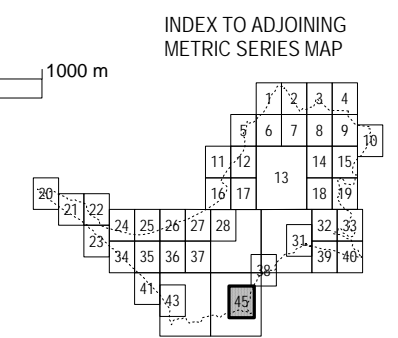 INDEX TO ADJOINING
METRIC SERIES MAP
1000 m
1 2 3 4
5 6 7 8 9 10
11 12 13 14 15
16 17 18 19
20 21 22
23 24 25 26 27 28 31 32 33
34 35 36 37 38 39 40
41 43 45